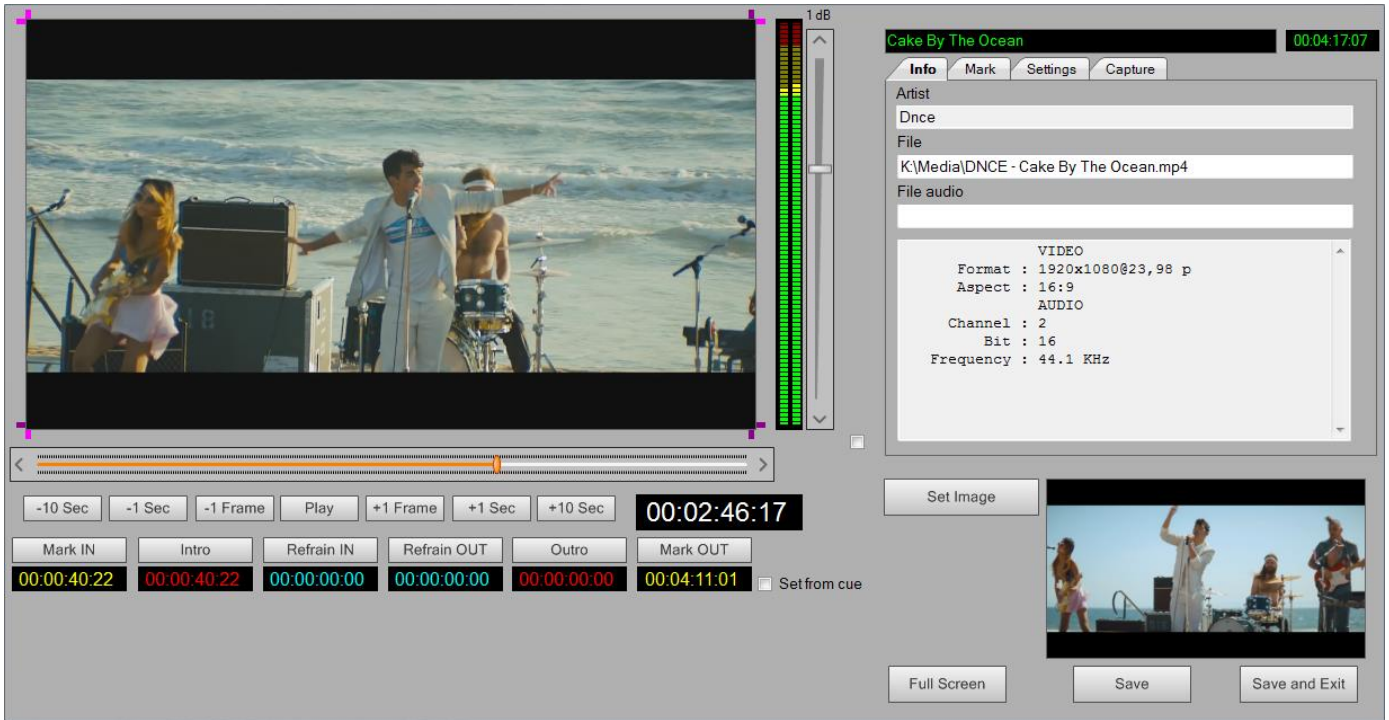 1 dB
Cake By The Ocean
00:04:17:07
Info Mark Settings Capture
Artist
Dnce
File
K:\Media\DNCE - Cake By The Ocean.mp4
File audio
VIDEO
Format : 1920x1080@23,98 p
Aspect : 16:9
AUDIO
Channel : 2
Bit : 16
Frequency : 44.1 KHz
-10 Sec -1 Sec -1 Frame Play +1 Frame +1 Sec +10 Sec 00:02:46:17
Mark IN Intro Refrain IN Refrain OUT Outro Mark OUT
00:00:40:22 00:00:40:22 00:00:00:00 00:00:00:00 00:00:00:00 00:04:11:01 Set from cue
Set Image
Full Screen Save Save and Exit